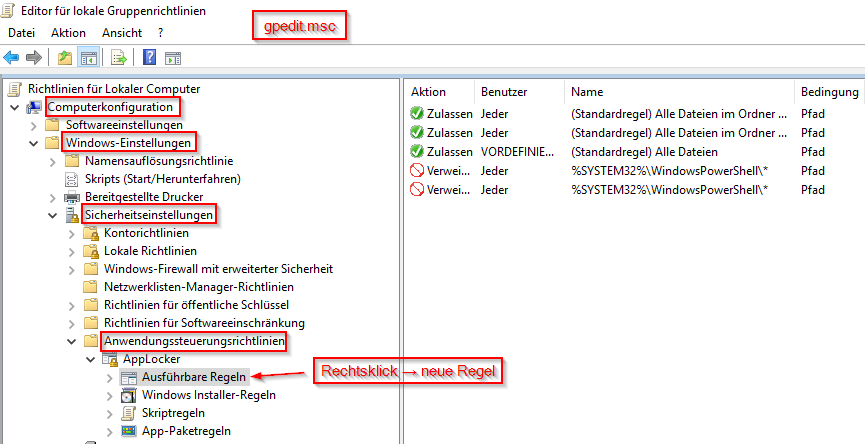 Editor für lokale Gruppenrichtlinien
gpedit.msc
Datei Aktion Ansicht ?
Richtlinien für Lokaler Computer
Computerkonfiguration
Softwareeinstellungen
Windows-Einstellungen
Namensauflösungsrichtlinie
Skripts (Start/Herunterfahren)
Bereitgestellte Drucker
Sicherheitseinstellungen
Kontorichtlinien
Lokale Richtlinien
Windows-Firewall mit erweiterter Sicherheit
Netzwerklisten-Manager-Richtlinien
Richtlinien für öffentliche Schlüssel
Richtlinien für Softwareeinschränkung
Anwendungssteuerungsrichtlinien
AppLocker
Ausführbare Regeln
Windows Installer-Regeln
Skriptregeln
App-Paketregeln
Rechtsklick → neue Regel
Aktion Benutzer Name Bedingung
Zulassen Jeder (Standardregel) Alle Dateien im Ordner ... Pfad
Zulassen Jeder (Standardregel) Alle Dateien im Ordner ... Pfad
Zulassen VORDEFINIE... (Standardregel) Alle Dateien Pfad
Verwei... Jeder %SYSTEM32%\WindowsPowerShell\* Pfad
Verwei... Jeder %SYSTEM32%\WindowsPowerShell\* Pfad